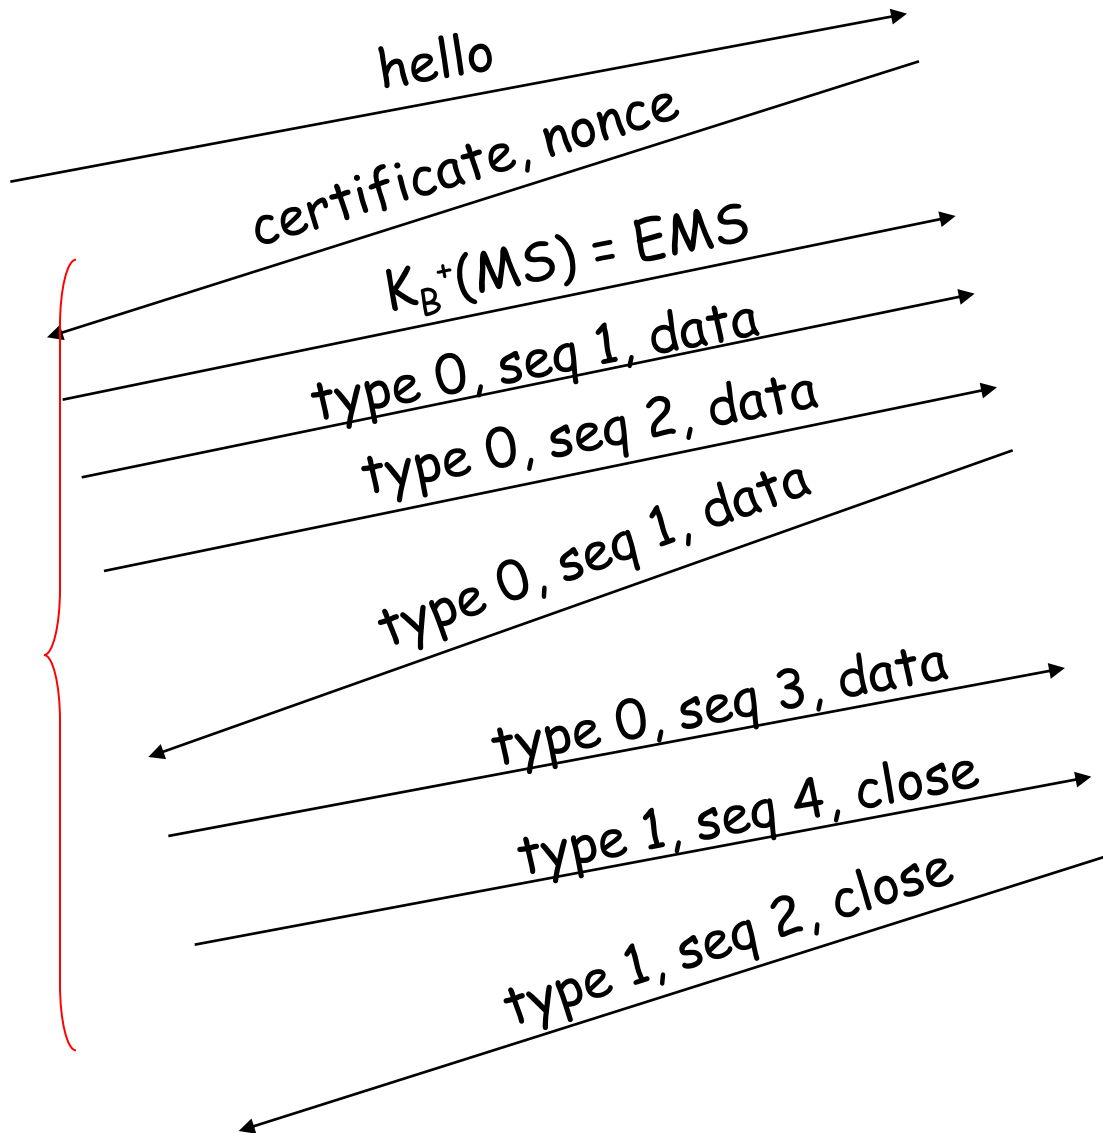 hello
certificate, nonce
K_B⁺(MS) = EMS
type 0, seq 1, data
type 0, seq 2, data
type 0, seq 1, data
type 0, seq 3, data
type 1, seq 4, close
type 1, seq 2, close